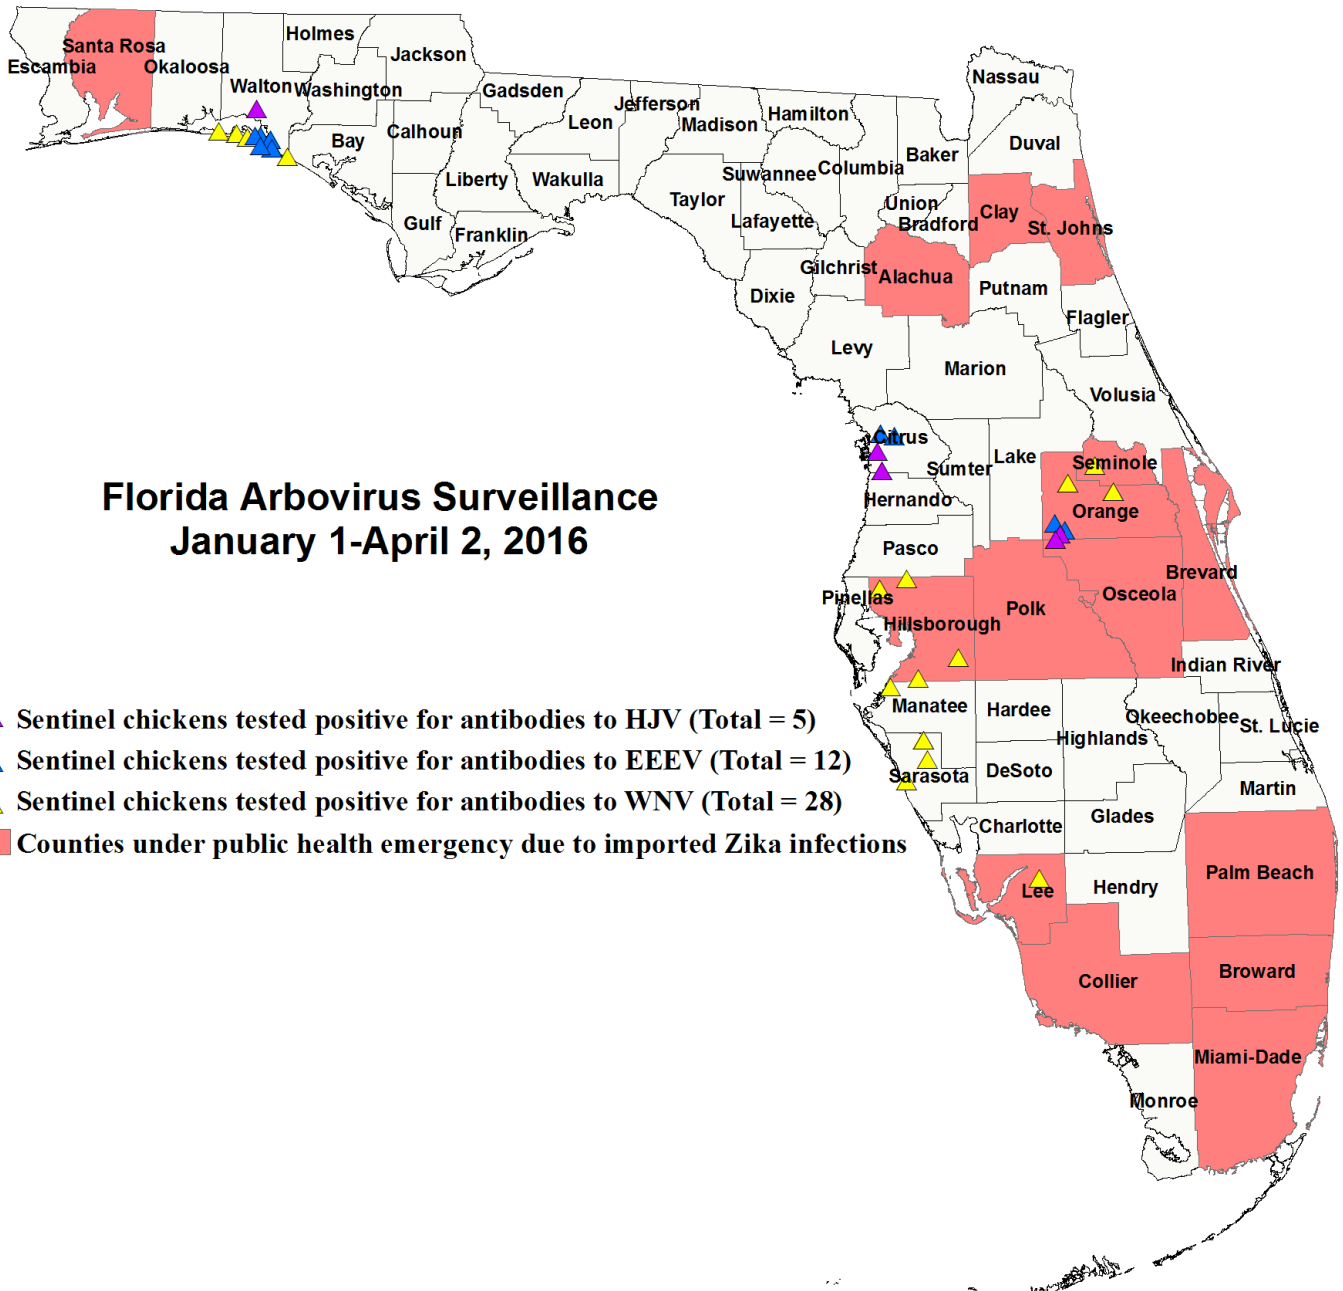 Holmes
Santa Rosa
Jackson
Escambia
Okaloosa
Nassau
Walton
Washington
Gadsden
Jefferson
Hamilton
Leon
Madison
Calhoun
Bay
Duval
Baker
Columbia
Suwannee
Liberty
Wakulla
Taylor
Union
Clay
Lafayette
Bradford
St. Johns
Gulf
Franklin
Gilchrist
Alachua
Dixie
Putnam
Flagler
Levy
Marion
Volusia
Citrus
Lake
Seminole
Sumter
Florida Arbovirus Surveillance
January 1-April 2, 2016
Hernando
Orange
Pasco
Brevard
Osceola
Pinellas
Polk
Hillsborough
Indian River
Manatee
Hardee
Okeechobee
St. Lucie
Highlands
Sarasota
DeSoto
Martin
Sentinel chickens tested positive for antibodies to HJV (Total = 5)
Sentinel chickens tested positive for antibodies to EEEV (Total = 12)
Sentinel chickens tested positive for antibodies to WNV (Total = 28)
Counties under public health emergency due to imported Zika infections
Charlotte
Glades
Palm Beach
Lee
Hendry
Collier
Broward
Miami-Dade
Monroe